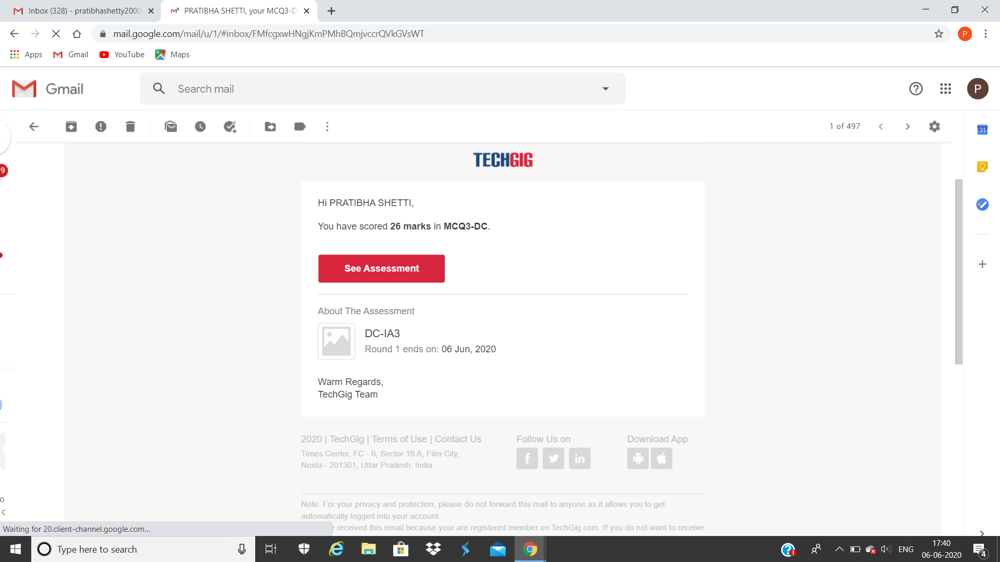 Inbox (328) - pratibhashetty2000
PRATIBHA SHETTI, your MCQ3-D
mail.google.com/mail/u/1/#inbox/FMfcgxwHNgjKmPMhBQmjvccrQVkGVsWT
P
Apps Gmail YouTube Maps
Gmail
Search mail
P
1 of 497
31
9
TECHGIG
Hi PRATIBHA SHETTI,
You have scored 26 marks in MCQ3-DC.
See Assessment
About The Assessment
DC-IA3
Round 1 ends on: 06 Jun, 2020
Warm Regards,
TechGig Team
2020 | TechGig | Terms of Use | Contact Us
Times Center, FC - 6, Sector 16 A, Film City,
Noida - 201301, Uttar Pradesh, India
Follow Us on
Download App
Note: For your privacy and protection, please do not forward this mail to anyone as it allows you to get
automatically logged into your account.
received this email because your are registered member on TechGig.com. If you do not want to receive
o
c
Waiting for 20.client-channel.google.com...
Type here to search
ENG
17:40
06-06-2020
4